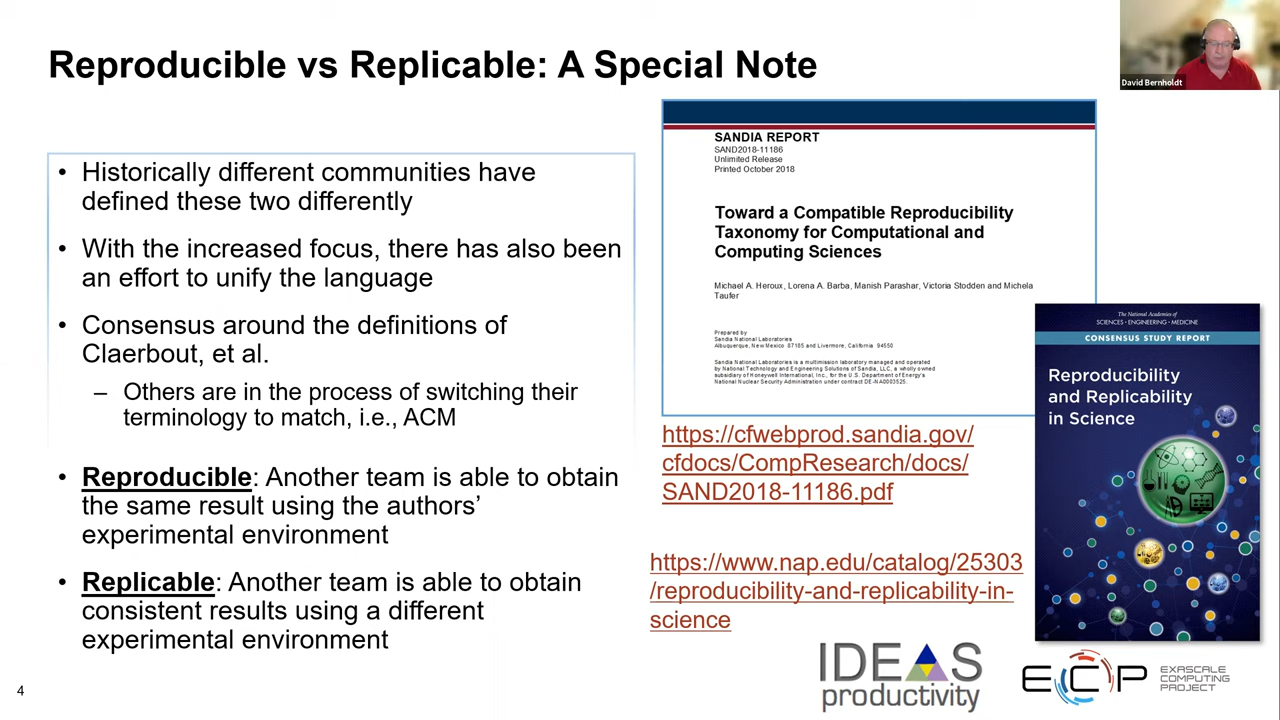 David Bernholdt
Reproducible vs Replicable: A Special Note
• Historically different communities have
defined these two differently
• With the increased focus, there has also been
an effort to unify the language
• Consensus around the definitions of
Claerbout, et al.
– Others are in the process of switching their
terminology to match, i.e., ACM
• Reproducible: Another team is able to obtain
the same result using the authors’
experimental environment
• Replicable: Another team is able to obtain
consistent results using a different
experimental environment
SANDIA REPORT
SAND2018-11186
Unlimited Release
Printed October 2018
Toward a Compatible Reproducibility
Taxonomy for Computational and
Computing Sciences
Michael A. Heroux, Lorena A. Barba, Manish Parashar, Victoria Stodden and Michela
Taufer
Prepared by
Sandia National Laboratories
Albuquerque, New Mexico 87185 and Livermore, California 94550
Sandia National Laboratories is a multimission laboratory managed and operated
by National Technology and Engineering Solutions of Sandia, LLC, a wholly owned
subsidiary of Honeywell International, Inc., for the U.S. Department of Energy's
National Nuclear Security Administration under contract DE-NA0003525.
https://cfwebprod.sandia.gov/
cfdocs/CompResearch/docs/
SAND2018-11186.pdf
The National Academies of
SCIENCES • ENGINEERING • MEDICINE
CONSENSUS STUDY REPORT
Reproducibility
and Replicability
in Science
https://www.nap.edu/catalog/25303
/reproducibility-and-replicability-in-
science
IDEAS
productivity
ECP
EXASCALE
COMPUTING
PROJECT
4